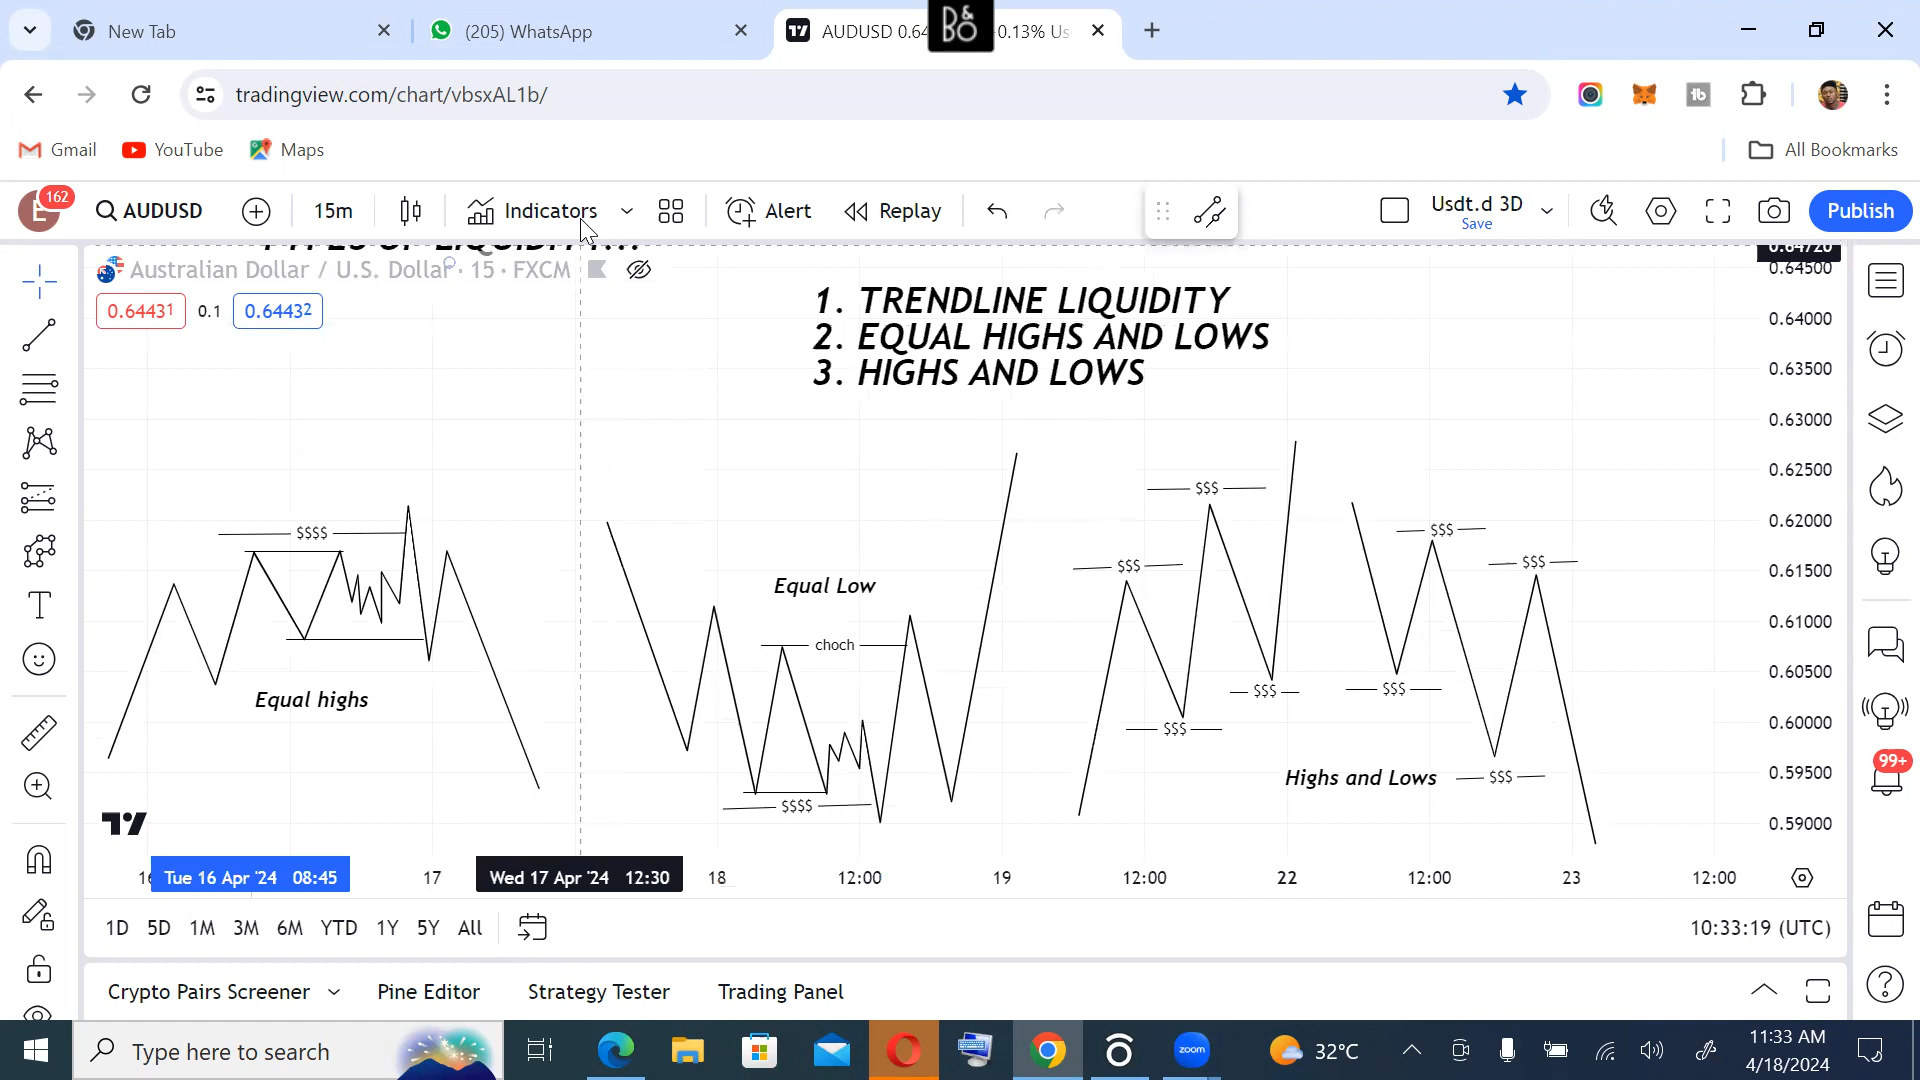 New Tab
(205) WhatsApp
AUDUSD 0.64
0.13% Us
B&O
tradingview.com/chart/vbsxAL1b/
Gmail
YouTube
Maps
All Bookmarks
E
162
AUDUSD
15m
Indicators
Alert
Replay
Usdt.d 3D
Save
Publish
TYPES OF LIQUIDITY...
Australian Dollar / U.S. Dollar · 15 · FXCM
0.64431
0.1
0.64432
1. TRENDLINE LIQUIDITY
2. EQUAL HIGHS AND LOWS
3. HIGHS AND LOWS
0.64720
0.64500
0.64000
0.63500
0.63000
0.62500
0.62000
0.61500
0.61000
0.60500
0.60000
0.59500
0.59000
$$$$
Equal highs
Equal Low
choch
$$$$
$$$
$$$
$$$
$$$
$$$
$$$
$$$
Highs and Lows
$$$
99+
Tue 16 Apr '24 08:45
17
Wed 17 Apr '24 12:30
18
12:00
19
12:00
22
12:00
23
12:00
1D
5D
1M
3M
6M
YTD
1Y
5Y
All
10:33:19 (UTC)
Crypto Pairs Screener
Pine Editor
Strategy Tester
Trading Panel
Type here to search
zoom
32°C
11:33 AM
4/18/2024